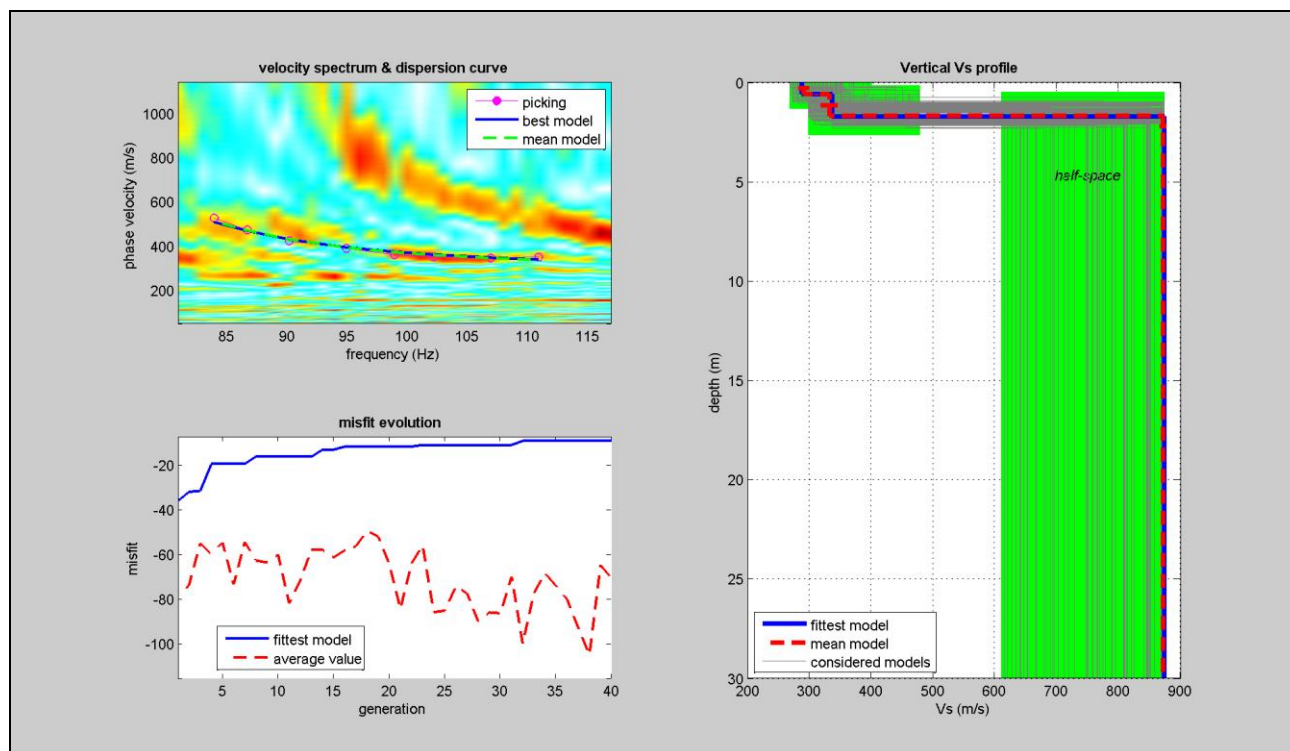 velocity spectrum & dispersion curve
1000
800
600
400
200
phase velocity (m/s)
picking
best model
mean model
85 90 95 100 105 110 115
frequency (Hz)
misfit evolution
-20
-40
-60
-80
-100
misfit
fittest model
average value
5 10 15 20 25 30 35 40
generation
Vertical Vs profile
0
5
10
15
20
25
30
depth (m)
half-space
fittest model
mean model
considered models
200 300 400 500 600 700 800 900
Vs (m/s)